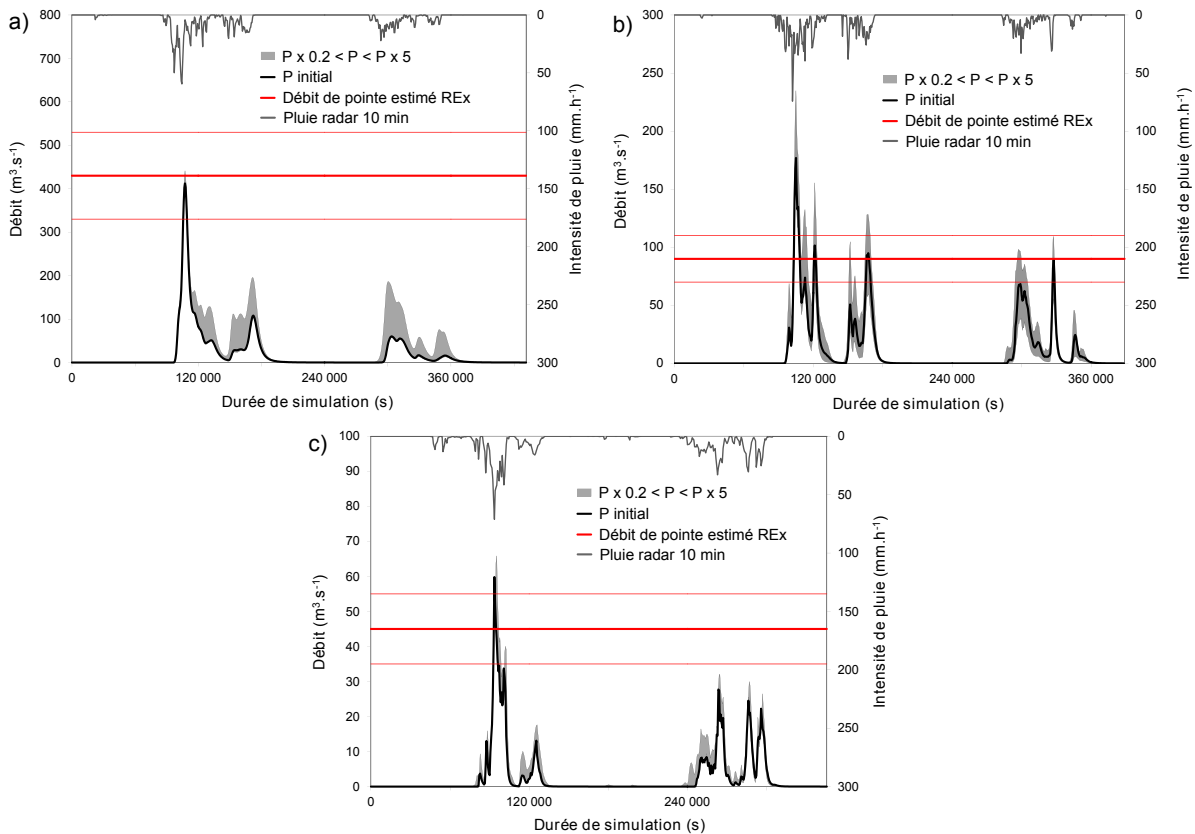 a)
800
700
600
500
400
300
200
100
0
Débit (m³.s⁻¹)
0
50
100
150
200
250
300
Intensité de pluie (mm.h⁻¹)
P x 0.2 < P < P x 5
P initial
Débit de pointe estimé REx
Pluie radar 10 min
0
120 000
240 000
360 000
Durée de simulation (s)
b)
300
250
200
150
100
50
0
Débit (m³.s⁻¹)
0
50
100
150
200
250
300
Intensité de pluie (mm.h⁻¹)
P x 0.2 < P < P x 5
P initial
Débit de pointe estimé REx
Pluie radar 10 min
0
120 000
240 000
360 000
Durée de simulation (s)
c)
100
90
80
70
60
50
40
30
20
10
0
Débit (m³.s⁻¹)
0
50
100
150
200
250
300
Intensité de pluie (mm.h⁻¹)
P x 0.2 < P < P x 5
P initial
Débit de pointe estimé REx
Pluie radar 10 min
0
120 000
240 000
Durée de simulation (s)